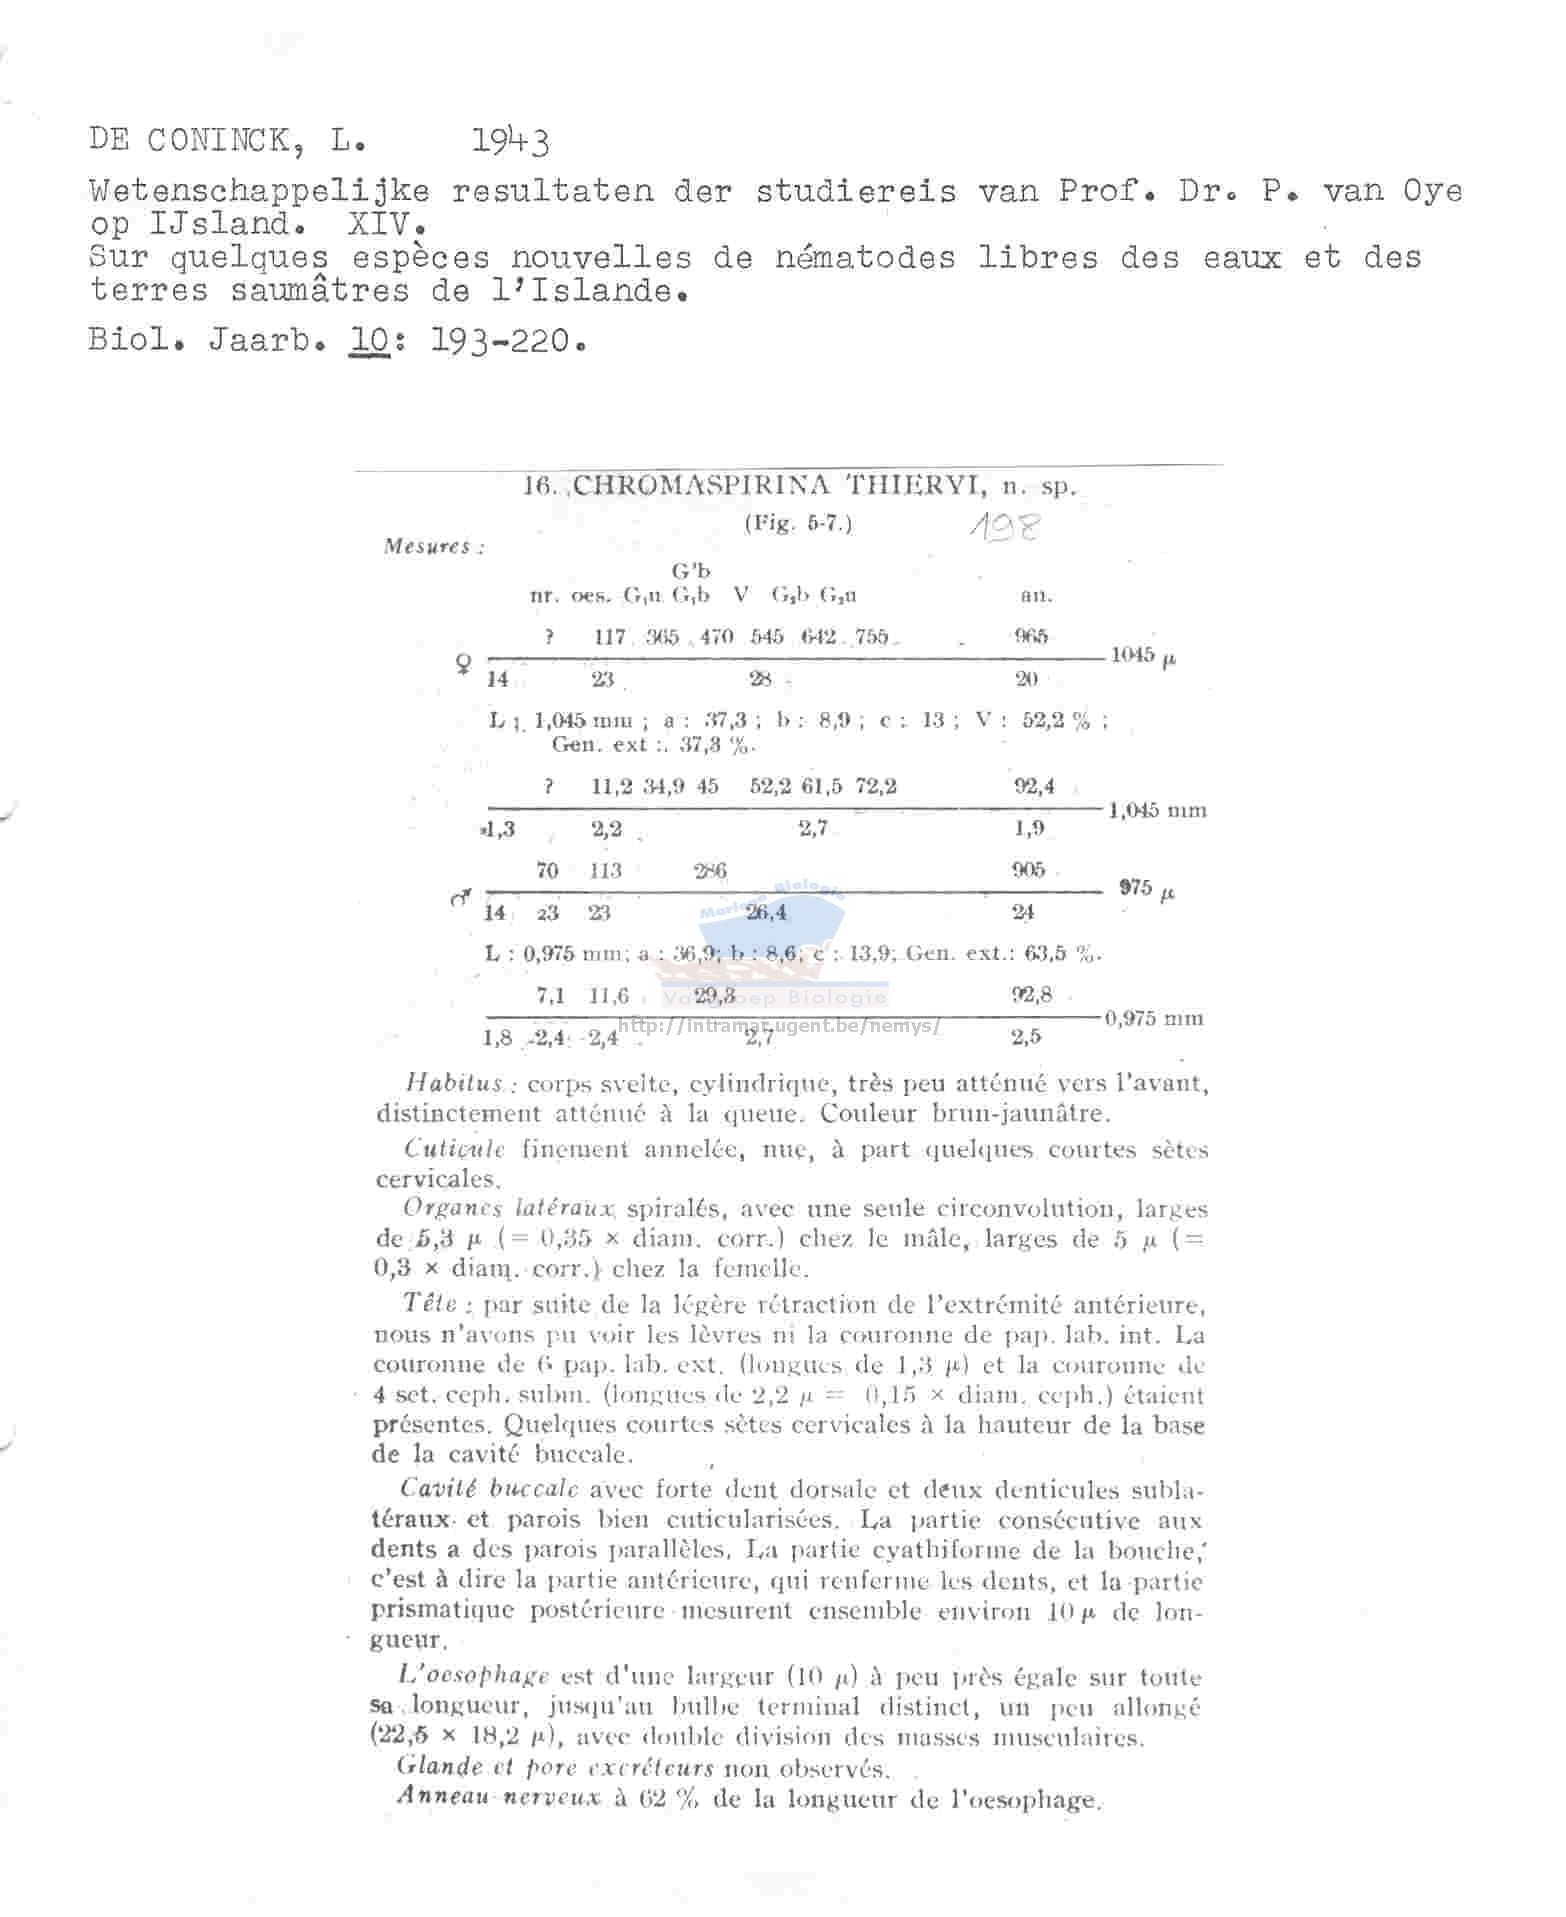 DE CONINCK, L. 1943
Wetenschappelijke resultaten der studiereis van Prof. Dr. P. van Oye
op IJsland. XIV.
Sur quelques espèces nouvelles de nématodes libres des eaux et des
terres saumâtres de l'Islande.
Biol. Jaarb. 10: 193-220.
16. CHROMASPIRINA THIERYI, n. sp.
(Fig. 5-7.) 198
Mesures :
G'b
nr. oes. G₁u G₁b V G₂b G₂u an.
? 117 365 470 545 642 755 965
♀ 1045 μ
14 23 28 20
L : 1,045 mm ; a : 37,3 ; b : 8,9 ; c : 13 ; V : 52,2 % ;
Gen. ext : 37,3 %.
? 11,2 34,9 45 52,2 61,5 72,2 92,4
1,045 mm
1,3 2,2 2,7 1,9
70 113 286 905
♂ 975 μ
14 23 23 26,4 24
L : 0,975 mm; a : 36,9; b : 8,6; c : 13,9; Gen. ext.: 63,5 %.
7,1 11,6 29,3 92,8
0,975 mm
1,8 2,4 2,4 2,7 2,5
Mariene Biologie
Vakgroep Biologie
http://intramar.ugent.be/nemys/
Habitus : corps svelte, cylindrique, très peu atténué vers l'avant,
distinctement atténué à la queue. Couleur brun-jaunâtre.
Cuticule finement annelée, nue, à part quelques courtes sètes
cervicales.
Organes latéraux spiralés, avec une seule circonvolution, larges
de 5,3 μ (= 0,35 × diam. corr.) chez le mâle, larges de 5 μ (=
0,3 × diam. corr.) chez la femelle.
Tête : par suite de la légère rétraction de l'extrémité antérieure,
nous n'avons pu voir les lèvres ni la couronne de pap. lab. int. La
couronne de 6 pap. lab. ext. (longues de 1,3 μ) et la couronne de
4 set. ceph. subm. (longues de 2,2 μ = 0,15 × diam. ceph.) étaient
présentes. Quelques courtes sètes cervicales à la hauteur de la base
de la cavité buccale.
Cavité buccale avec forte dent dorsale et deux denticules subla-
téraux et parois bien cuticularisées. La partie consécutive aux
dents a des parois parallèles. La partie cyathiforme de la bouche,
c'est à dire la partie antérieure, qui renferme les dents, et la partie
prismatique postérieure mesurent ensemble environ 10 μ de lon-
gueur.
L'oesophage est d'une largeur (10 μ) à peu près égale sur toute
sa longueur, jusqu'au bulbe terminal distinct, un peu allongé
(22,5 × 18,2 μ), avec double division des masses musculaires.
Glande et pore excréteurs non observés.
Anneau nerveux à 62 % de la longueur de l'oesophage.